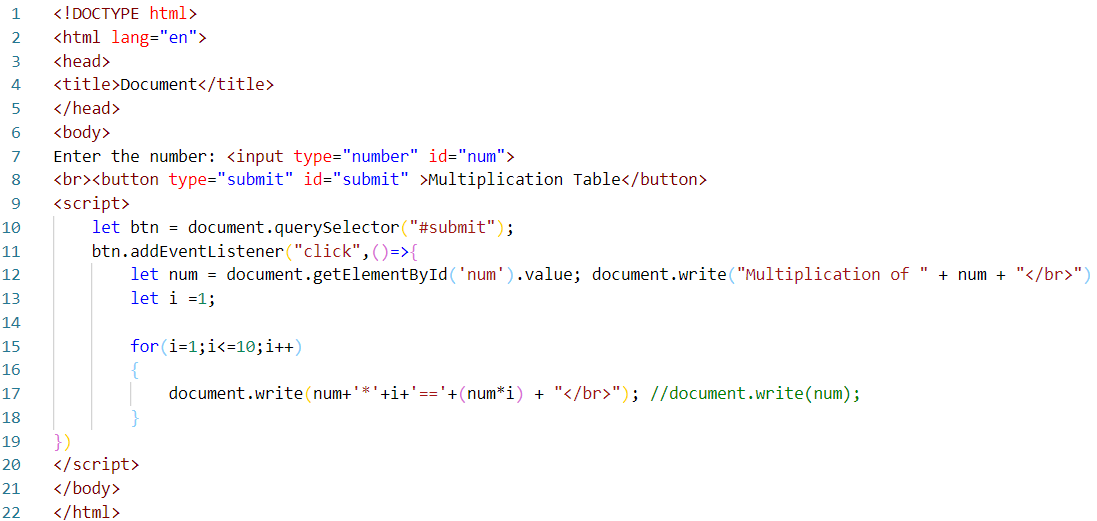 1 <!DOCTYPE html>
2 <html lang="en">
3 <head>
4 <title>Document</title>
5 </head>
6 <body>
7 Enter the number: <input type="number" id="num">
8 <br><button type="submit" id="submit" >Multiplication Table</button>
9 <script>
10 let btn = document.querySelector("#submit");
11 btn.addEventListener("click",()=>{
12 let num = document.getElementById('num').value; document.write("Multiplication of " + num + "</br>")
13 let i =1;
14
15 for(i=1;i<=10;i++)
16 {
17 document.write(num+'*'+i+'=='+(num*i) + "</br>"); //document.write(num);
18 }
19 })
20 </script>
21 </body>
22 </html>